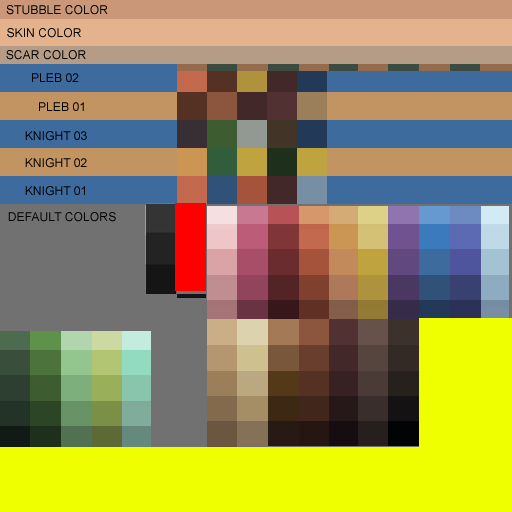 STUBBLE COLOR
SKIN COLOR
SCAR COLOR
PLEB 02
PLEB 01
KNIGHT 03
KNIGHT 02
KNIGHT 01
DEFAULT COLORS